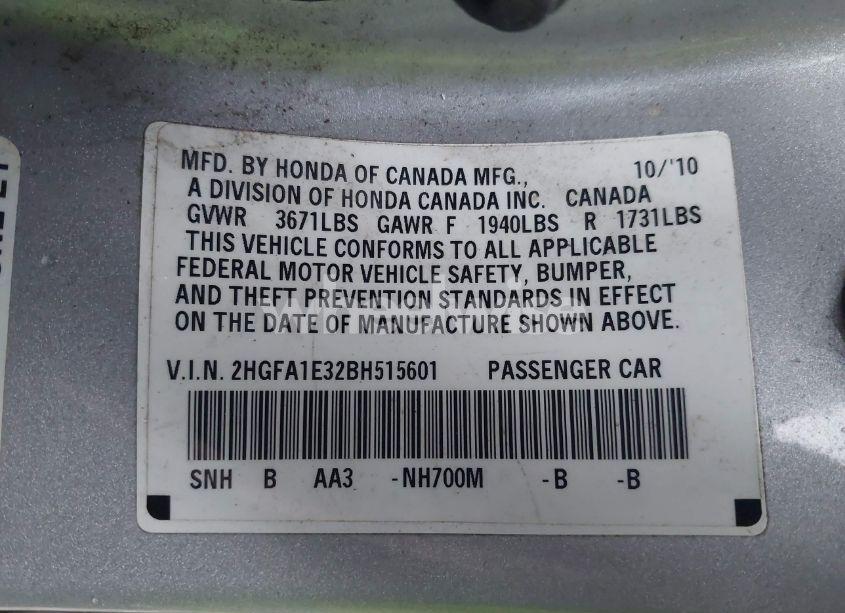 MFD. BY HONDA OF CANADA MFG., 10/'10
A DIVISION OF HONDA CANADA INC. CANADA
GVWR 3671LBS GAWR F 1940LBS R 1731LBS
THIS VEHICLE CONFORMS TO ALL APPLICABLE
FEDERAL MOTOR VEHICLE SAFETY, BUMPER,
AND THEFT PREVENTION STANDARDS IN EFFECT
ON THE DATE OF MANUFACTURE SHOWN ABOVE.
V.I.N. 2HGFA1E32BH515601 PASSENGER CAR
SNH B AA3 -NH700M -B -B